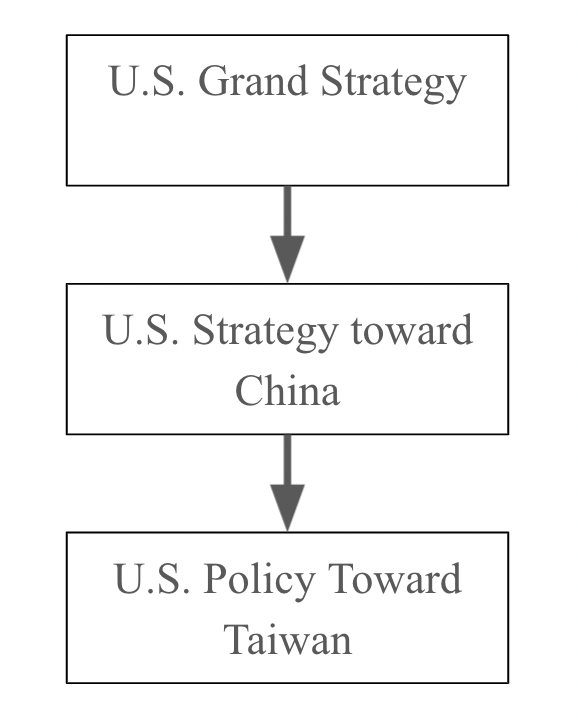 U.S. Grand Strategy
U.S. Strategy toward
China
U.S. Policy Toward
Taiwan